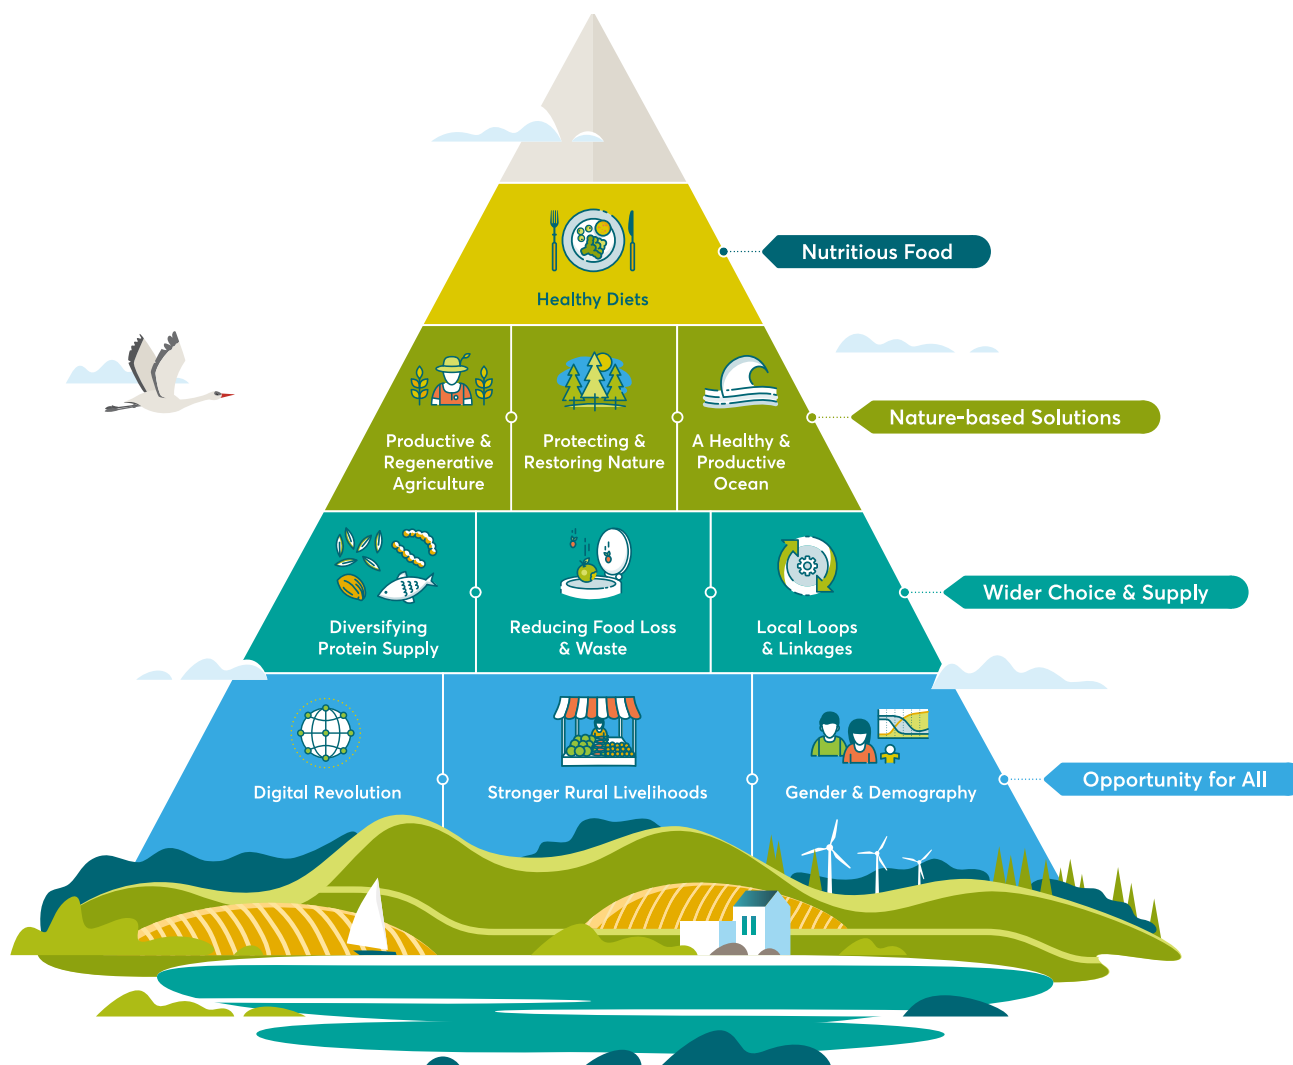 Nutritious Food
Healthy Diets
Nature-based Solutions
Productive &
Regenerative
Agriculture
Protecting &
Restoring Nature
A Healthy &
Productive
Ocean
Wider Choice & Supply
Diversifying
Protein Supply
Reducing Food Loss
& Waste
Local Loops
& Linkages
Opportunity for All
Digital Revolution
Stronger Rural Livelihoods
Gender & Demography